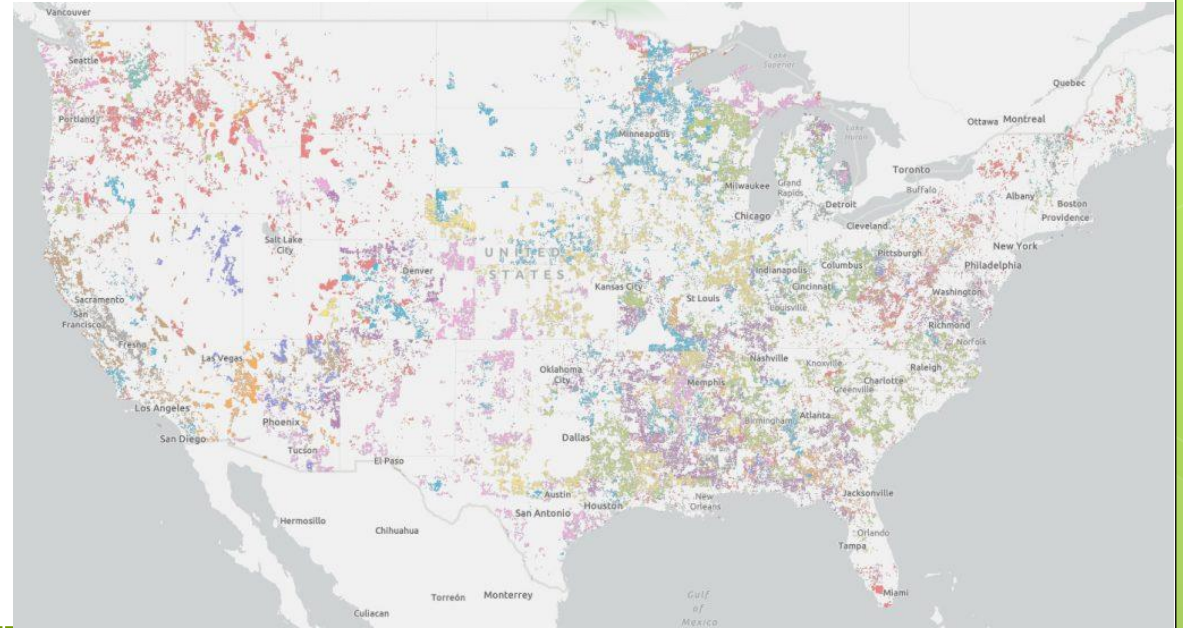 Vancouver
Seattle
Lake
Superior
Quebec
Portland
Ottawa
Montreal
Minneapolis
Lake
Huron
Toronto
Milwaukee
Grand
Rapids
Buffalo
Albany
Boston
Detroit
Providence
Chicago
Cleveland
Salt Lake
City
UNITED
STATES
New York
Denver
Pittsburgh
Philadelphia
Indianapolis
Columbus
Kansas City
Cincinnati
Washington
Sacramento
St Louis
Louisville
San
Francisco
Richmond
Fresno
Norfolk
Las Vegas
Nashville
Knoxville
Raleigh
Oklahoma
City
Memphis
Charlotte
Greenville
Los Angeles
Phoenix
Birmingham
Atlanta
San Diego
Dallas
Tucson
El Paso
Austin
Jacksonville
Houston
New
Orleans
San Antonio
Hermosillo
Chihuahua
Orlando
Tampa
Miami
Torreón
Monterrey
Gulf
of
Mexico
Culiacan